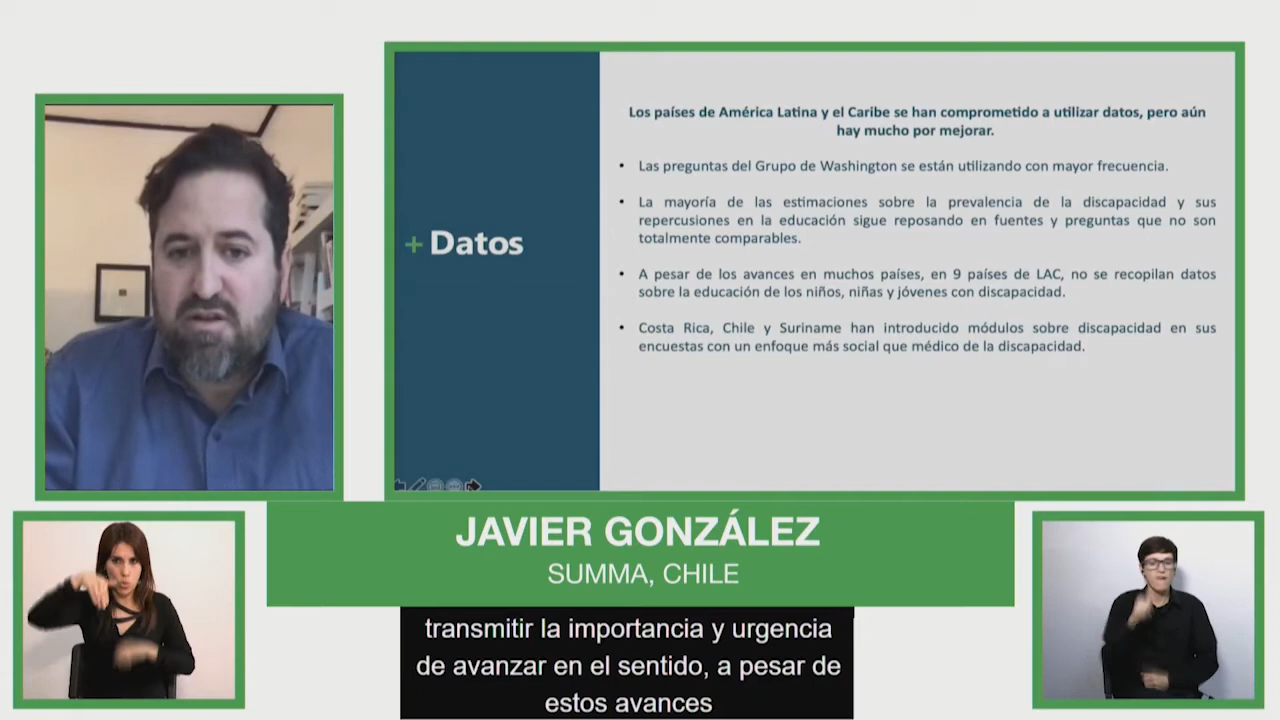 Los países de América Latina y el Caribe se han comprometido a utilizar datos, pero aún
hay mucho por mejorar.
• Las preguntas del Grupo de Washington se están utilizando con mayor frecuencia.
• La mayoría de las estimaciones sobre la prevalencia de la discapacidad y sus
repercusiones en la educación sigue reposando en fuentes y preguntas que no son
totalmente comparables.
+ Datos
• A pesar de los avances en muchos países, en 9 países de LAC, no se recopilan datos
sobre la educación de los niños, niñas y jóvenes con discapacidad.
• Costa Rica, Chile y Suriname han introducido módulos sobre discapacidad en sus
encuestas con un enfoque más social que médico de la discapacidad.
JAVIER GONZÁLEZ
SUMMA, CHILE
transmitir la importancia y urgencia
de avanzar en el sentido, a pesar de
estos avances